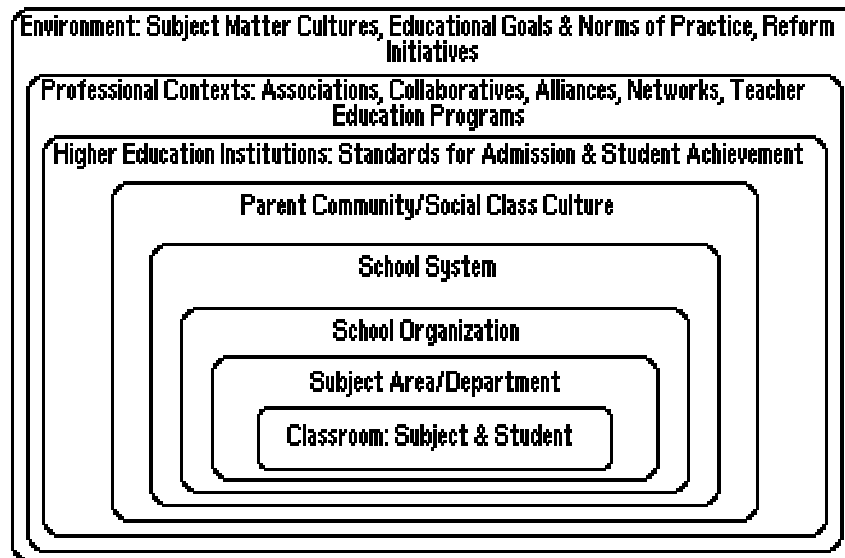 Environment: Subject Matter Cultures, Educational Goals & Norms of Practice, Reform
Initiatives
Professional Contexts: Associations, Collaboratives, Alliances, Networks, Teacher
Education Programs
Higher Education Institutions: Standards for Admission & Student Achievement
Parent Community/Social Class Culture
School System
School Organization
Subject Area/Department
Classroom: Subject & Student